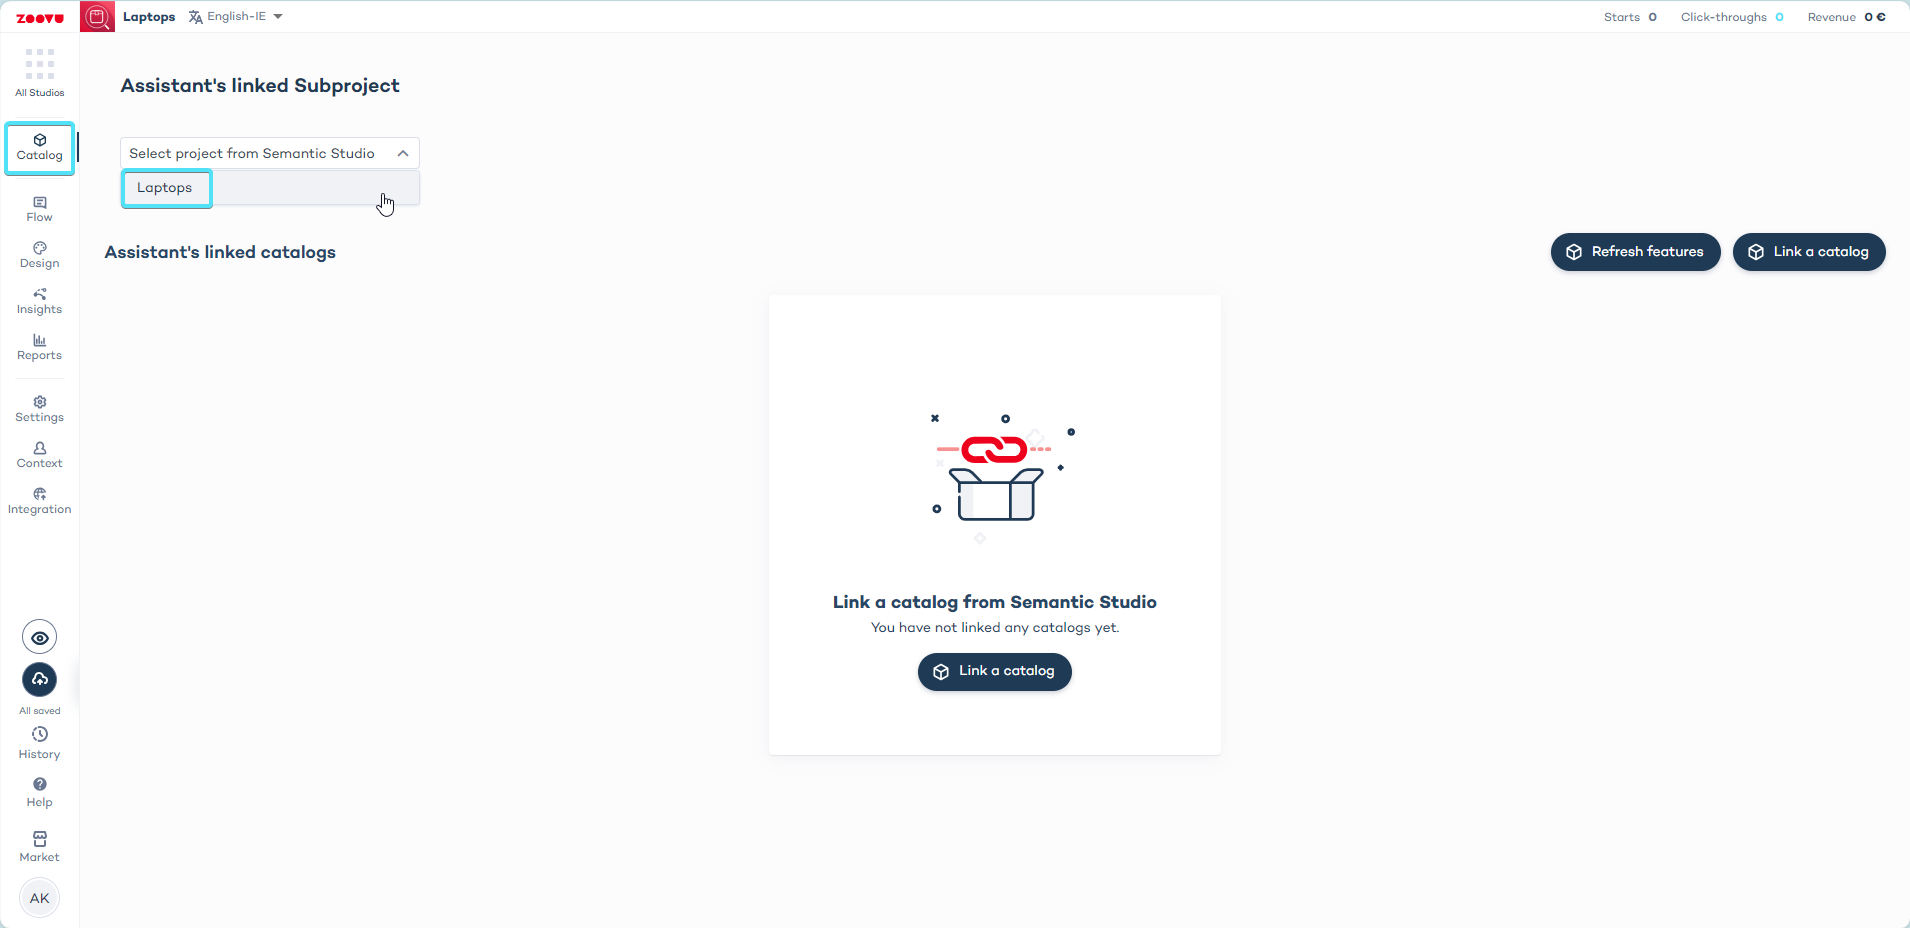 zoovu
Laptops
English-IE
Starts 0
Click-throughs 0
Revenue 0 €
All Studios
Catalog
Flow
Design
Insights
Reports
Settings
Context
Integration
All saved
History
Help
Market
AK
Assistant's linked Subproject
Select project from Semantic Studio
Laptops
Assistant's linked catalogs
Refresh features
Link a catalog
Link a catalog from Semantic Studio
You have not linked any catalogs yet.
Link a catalog